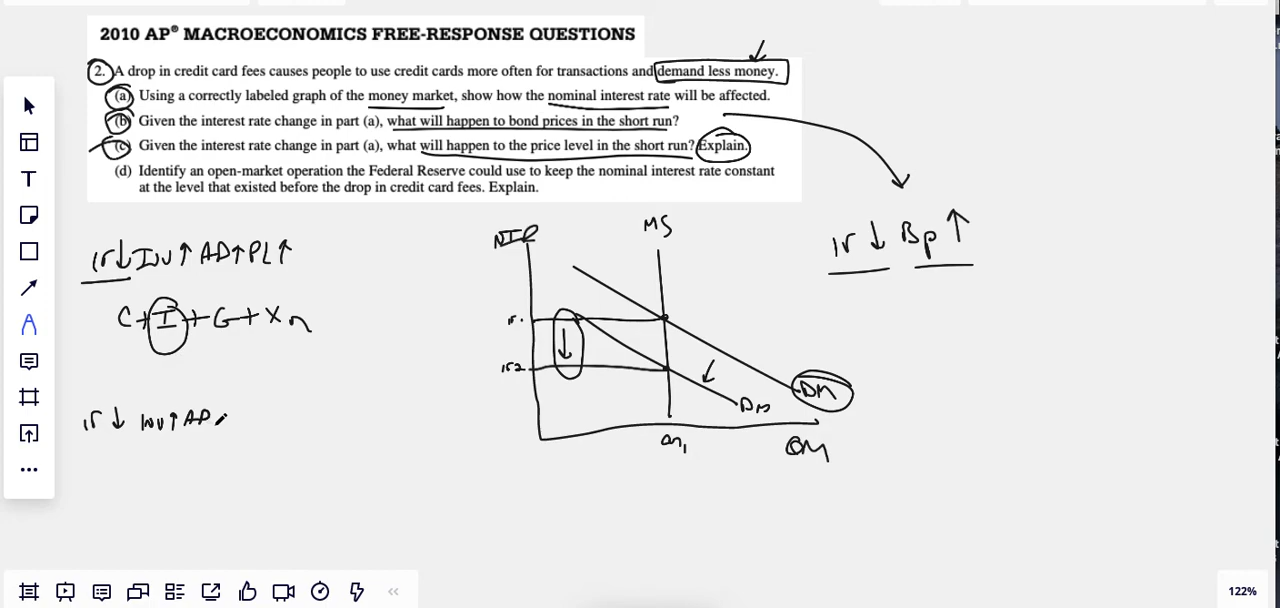 2010 AP® MACROECONOMICS FREE-RESPONSE QUESTIONS
2. A drop in credit card fees causes people to use credit cards more often for transactions and demand less money.
(a) Using a correctly labeled graph of the money market, show how the nominal interest rate will be affected.
(b) Given the interest rate change in part (a), what will happen to bond prices in the short run?
(c) Given the interest rate change in part (a), what will happen to the price level in the short run? Explain.
(d) Identify an open-market operation the Federal Reserve could use to keep the nominal interest rate constant
at the level that existed before the drop in credit card fees. Explain.
NIR
MS
Ir ↓ Bp ↑
Ir ↓ INV ↑ AD ↑ PL ↑
C + I + G + Xn
Ir2
DM
DM
Ir ↓ INV ↑ AD
QM
T
122%